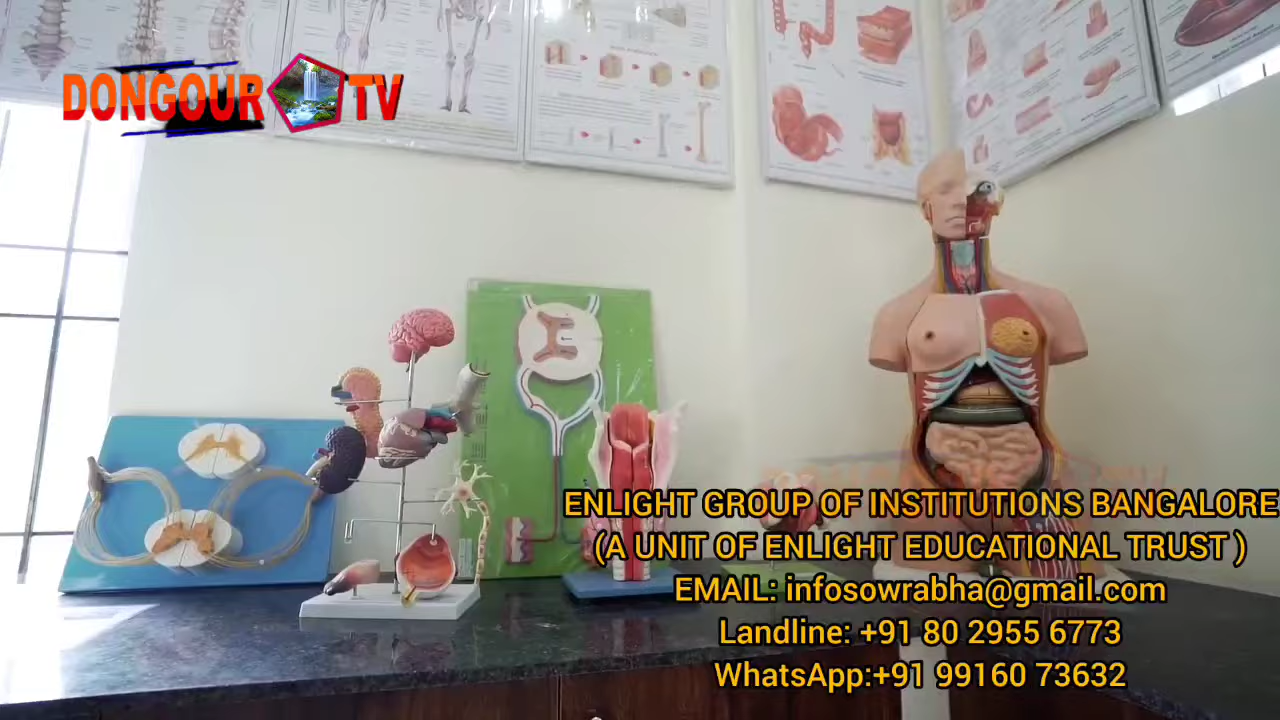 DONGOUR TV
ENLIGHT GROUP OF INSTITUTIONS BANGALORE
(A UNIT OF ENLIGHT EDUCATIONAL TRUST )
EMAIL: infosowrabha@gmail.com
Landline: +91 80 2955 6773
WhatsApp:+91 99160 73632